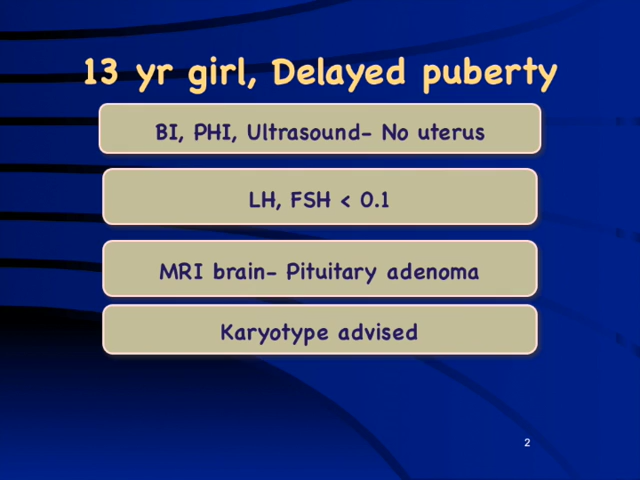 13 yr girl, Delayed puberty
BI, PHI, Ultrasound- No uterus
LH, FSH < 0.1
MRI brain- Pituitary adenoma
Karyotype advised
2